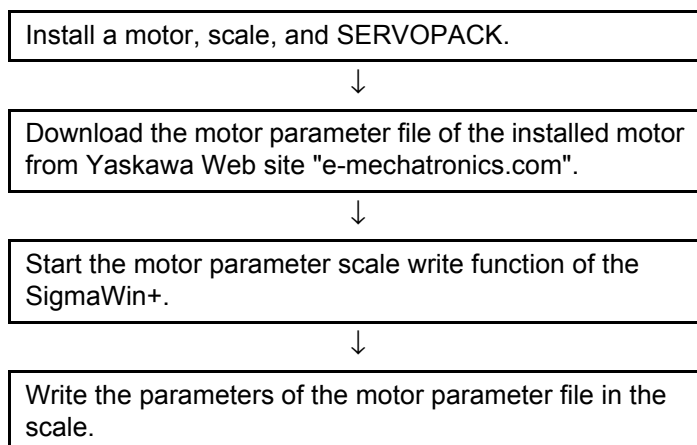 Install a motor, scale, and SERVOPACK.
↓
Download the motor parameter file of the installed motor
from Yaskawa Web site "e-mechatronics.com".
↓
Start the motor parameter scale write function of the
SigmaWin+.
↓
Write the parameters of the motor parameter file in the
scale.